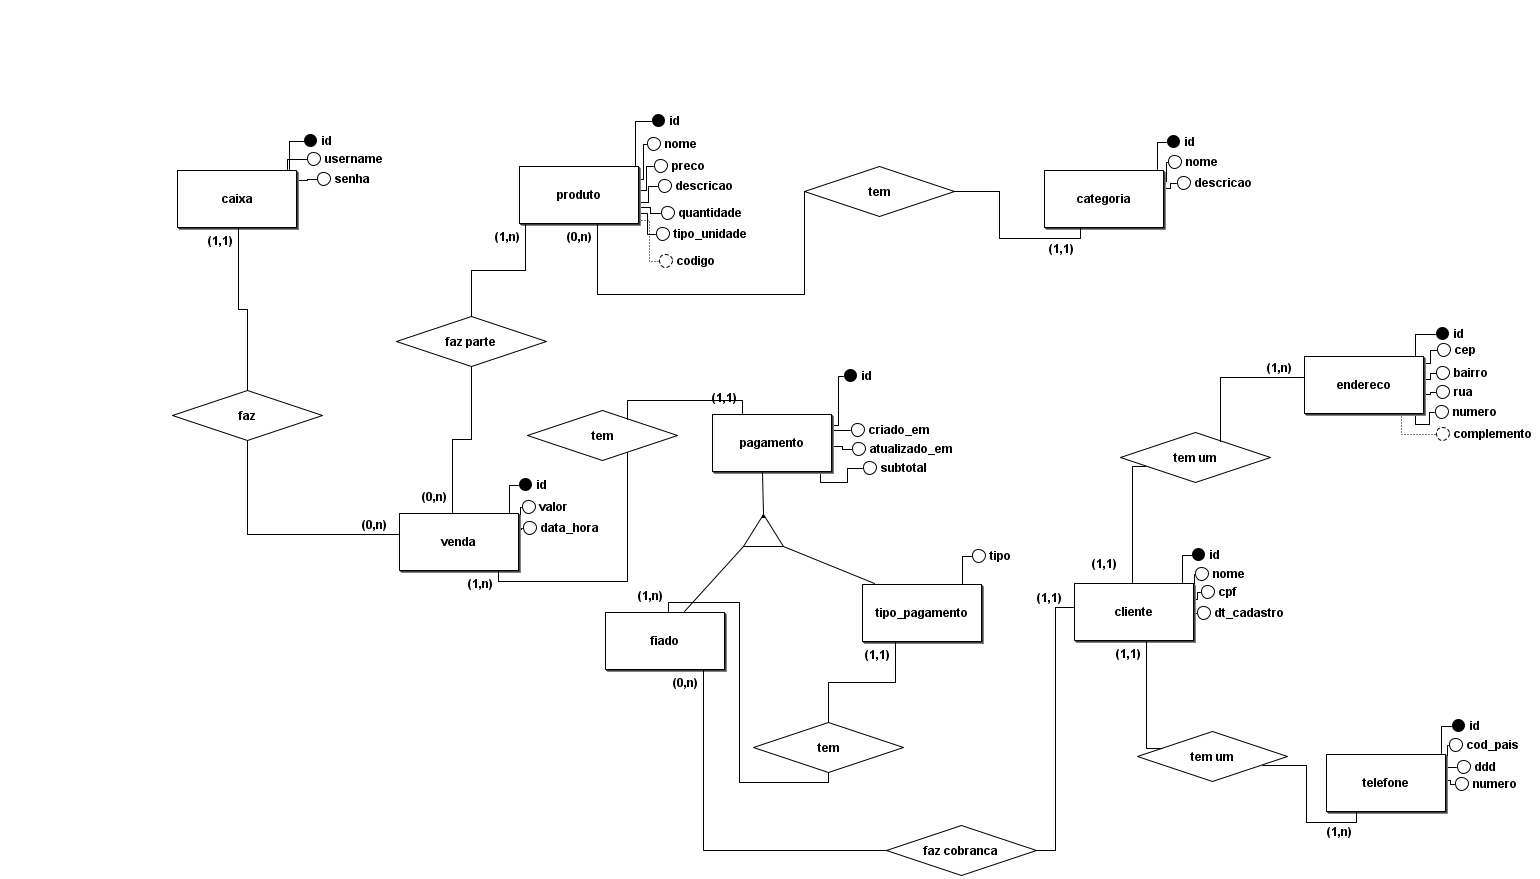 id
username
senha
caixa
(1,1)
id
nome
preco
descricao
quantidade
tipo_unidade
codigo
produto
(1,n)
(0,n)
tem
id
nome
descricao
categoria
(1,1)
faz parte
faz
(0,n)
(0,n)
id
valor
data_hora
venda
(1,n)
tem
(1,1)
id
criado_em
atualizado_em
subtotal
pagamento
tipo
tipo_pagamento
(1,1)
(1,n)
fiado
(0,n)
tem
faz cobranca
id
cep
bairro
rua
numero
complemento
endereco
(1,n)
tem um
(1,1)
(1,1)
id
nome
cpf
dt_cadastro
cliente
(1,1)
tem um
id
cod_pais
ddd
numero
telefone
(1,n)